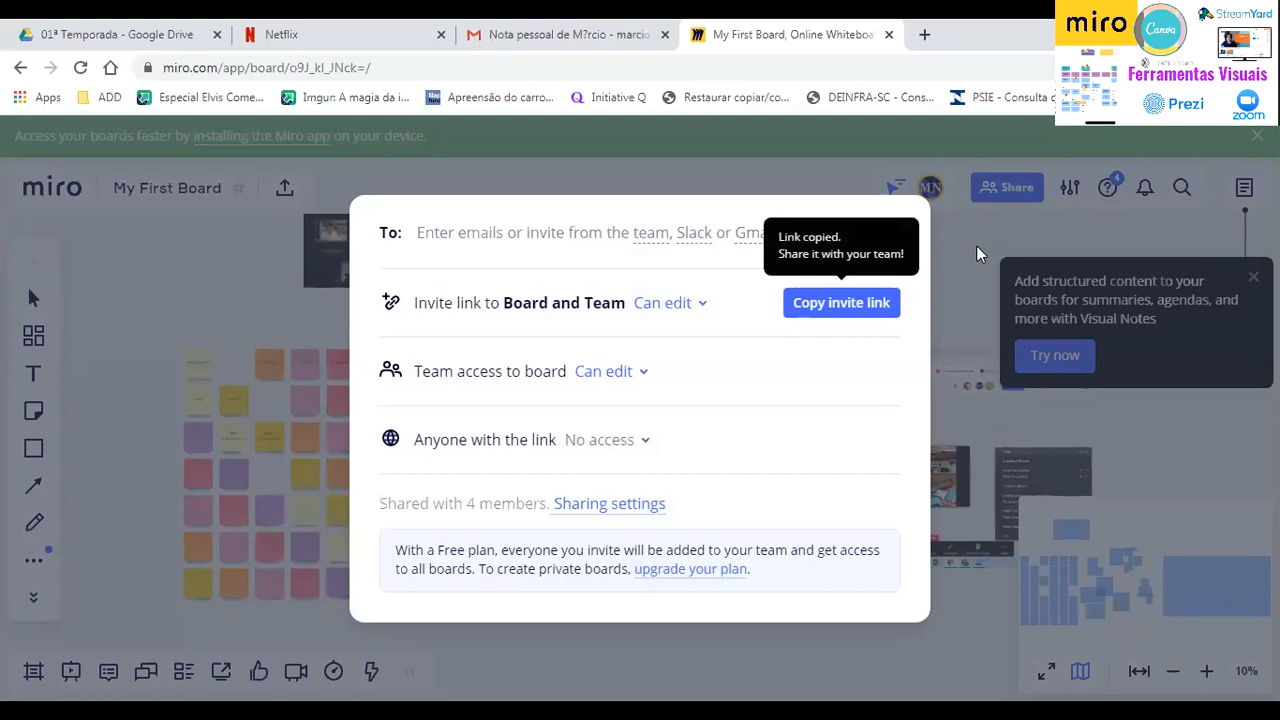 01ª Temporada - Google Drive
Netflix
Nota pessoal de M?rcio - marcio
My First Board, Online Whiteboa
miro.com/app/board/o9J_kI_JNck=/
Apps
ADD
Especial ENG Come...
Imgur: A origem
Apreensão do carro
Initiative Q
Restaurar copiar/co...
DEINFRA-SC - Cons...
PSIE - Consulta
miro
Canva
StreamYard
Ferramentas Visuais
Prezi
zoom
Access your boards faster by installing the Miro app on your device.
miro
My First Board
MN
Share
4
To: Enter emails or invite from the team, Slack or Gma
Link copied.
Share it with your team!
Invite link to Board and Team Can edit
Copy invite link
Team access to board Can edit
Anyone with the link No access
Shared with 4 members. Sharing settings
With a Free plan, everyone you invite will be added to your team and get access
to all boards. To create private boards, upgrade your plan.
Add structured content to your
boards for summaries, agendas, and
more with Visual Notes
Try now
10%